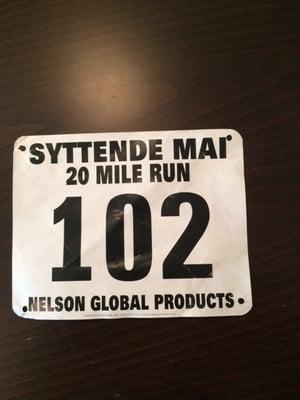 SYTTENDE MAI
20 MILE RUN
102
NELSON GLOBAL PRODUCTS